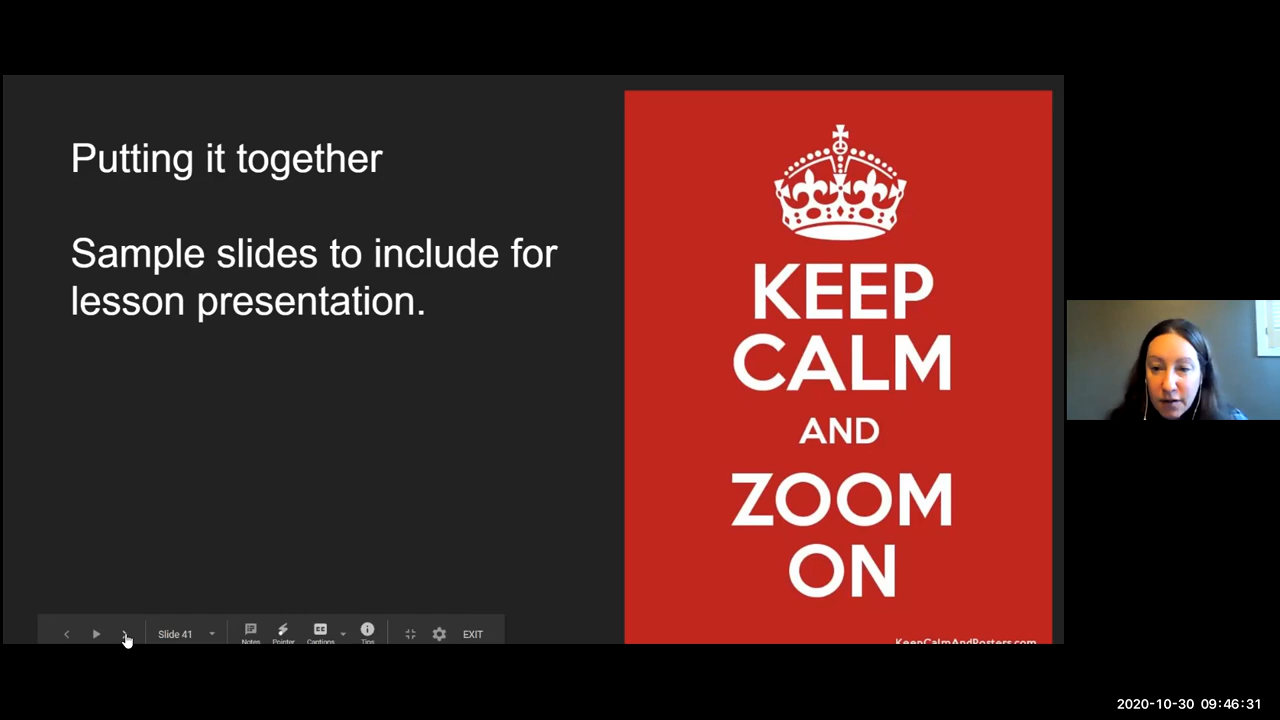 Putting it together
Sample slides to include for
lesson presentation.
KEEP
CALM
AND
ZOOM
ON
KeepCalmAndPosters.com
Slide 41
Notes
Pointer
Captions
Tips
EXIT
2020-10-30 09:46:31